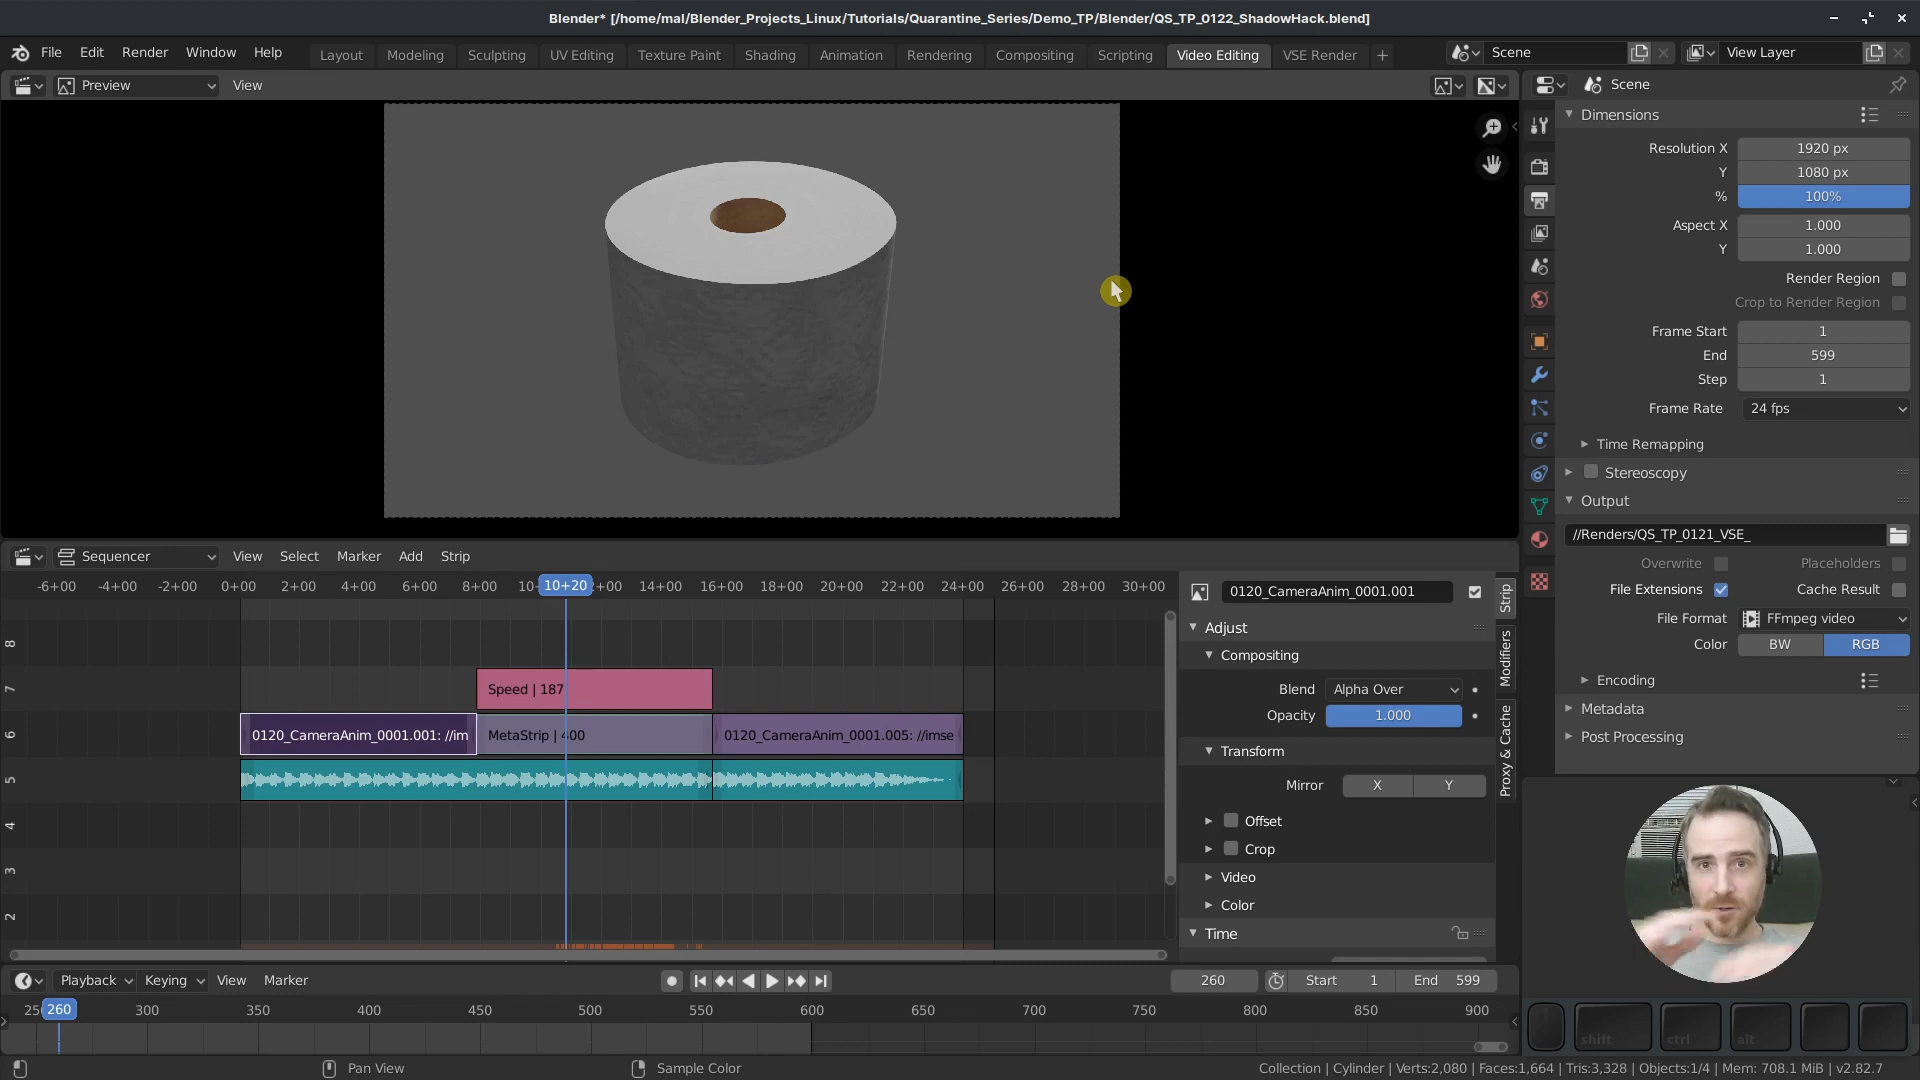 Blender* [/home/mal/Blender_Projects_Linux/Tutorials/Quarantine_Series/Demo_TP/Blender/QS_TP_0122_ShadowHack.blend]
File Edit Render Window Help Layout Modeling Sculpting UV Editing Texture Paint Shading Animation Rendering Compositing Scripting Video Editing VSE Render + Scene View Layer
Preview View
Scene
Dimensions
Resolution X 1920 px
Y 1080 px
% 100%
Aspect X 1.000
Y 1.000
Render Region
Crop to Render Region
Frame Start 1
End 599
Step 1
Frame Rate 24 fps
Time Remapping
Stereoscopy
Output
//Renders/QS_TP_0121_VSE_
Overwrite Placeholders
File Extensions Cache Result
File Format FFmpeg video
Color BW RGB
Encoding
Metadata
Post Processing
Sequencer View Select Marker Add Strip
-6+00 -4+00 -2+00 0+00 2+00 4+00 6+00 8+00 10+20 14+00 16+00 18+00 20+00 22+00 24+00 26+00 28+00 30+00
8
7
6
5
4
3
2
Speed | 187
0120_CameraAnim_0001.001: //im MetaStrip | 400 0120_CameraAnim_0001.005: //imse
0120_CameraAnim_0001.001
Adjust
Compositing
Blend Alpha Over
Opacity 1.000
Transform
Mirror X Y
Offset
Crop
Video
Color
Time
Strip
Modifiers
Proxy & Cache
Playback Keying View Marker 260 Start 1 End 599
260 300 350 400 450 500 550 600 650 700 750 800 850 900
shift ctrl alt
Pan View Sample Color Collection | Cylinder | Verts:2,080 | Faces:1,664 | Tris:3,328 | Objects:1/4 | Mem: 708.1 MiB | v2.82.7